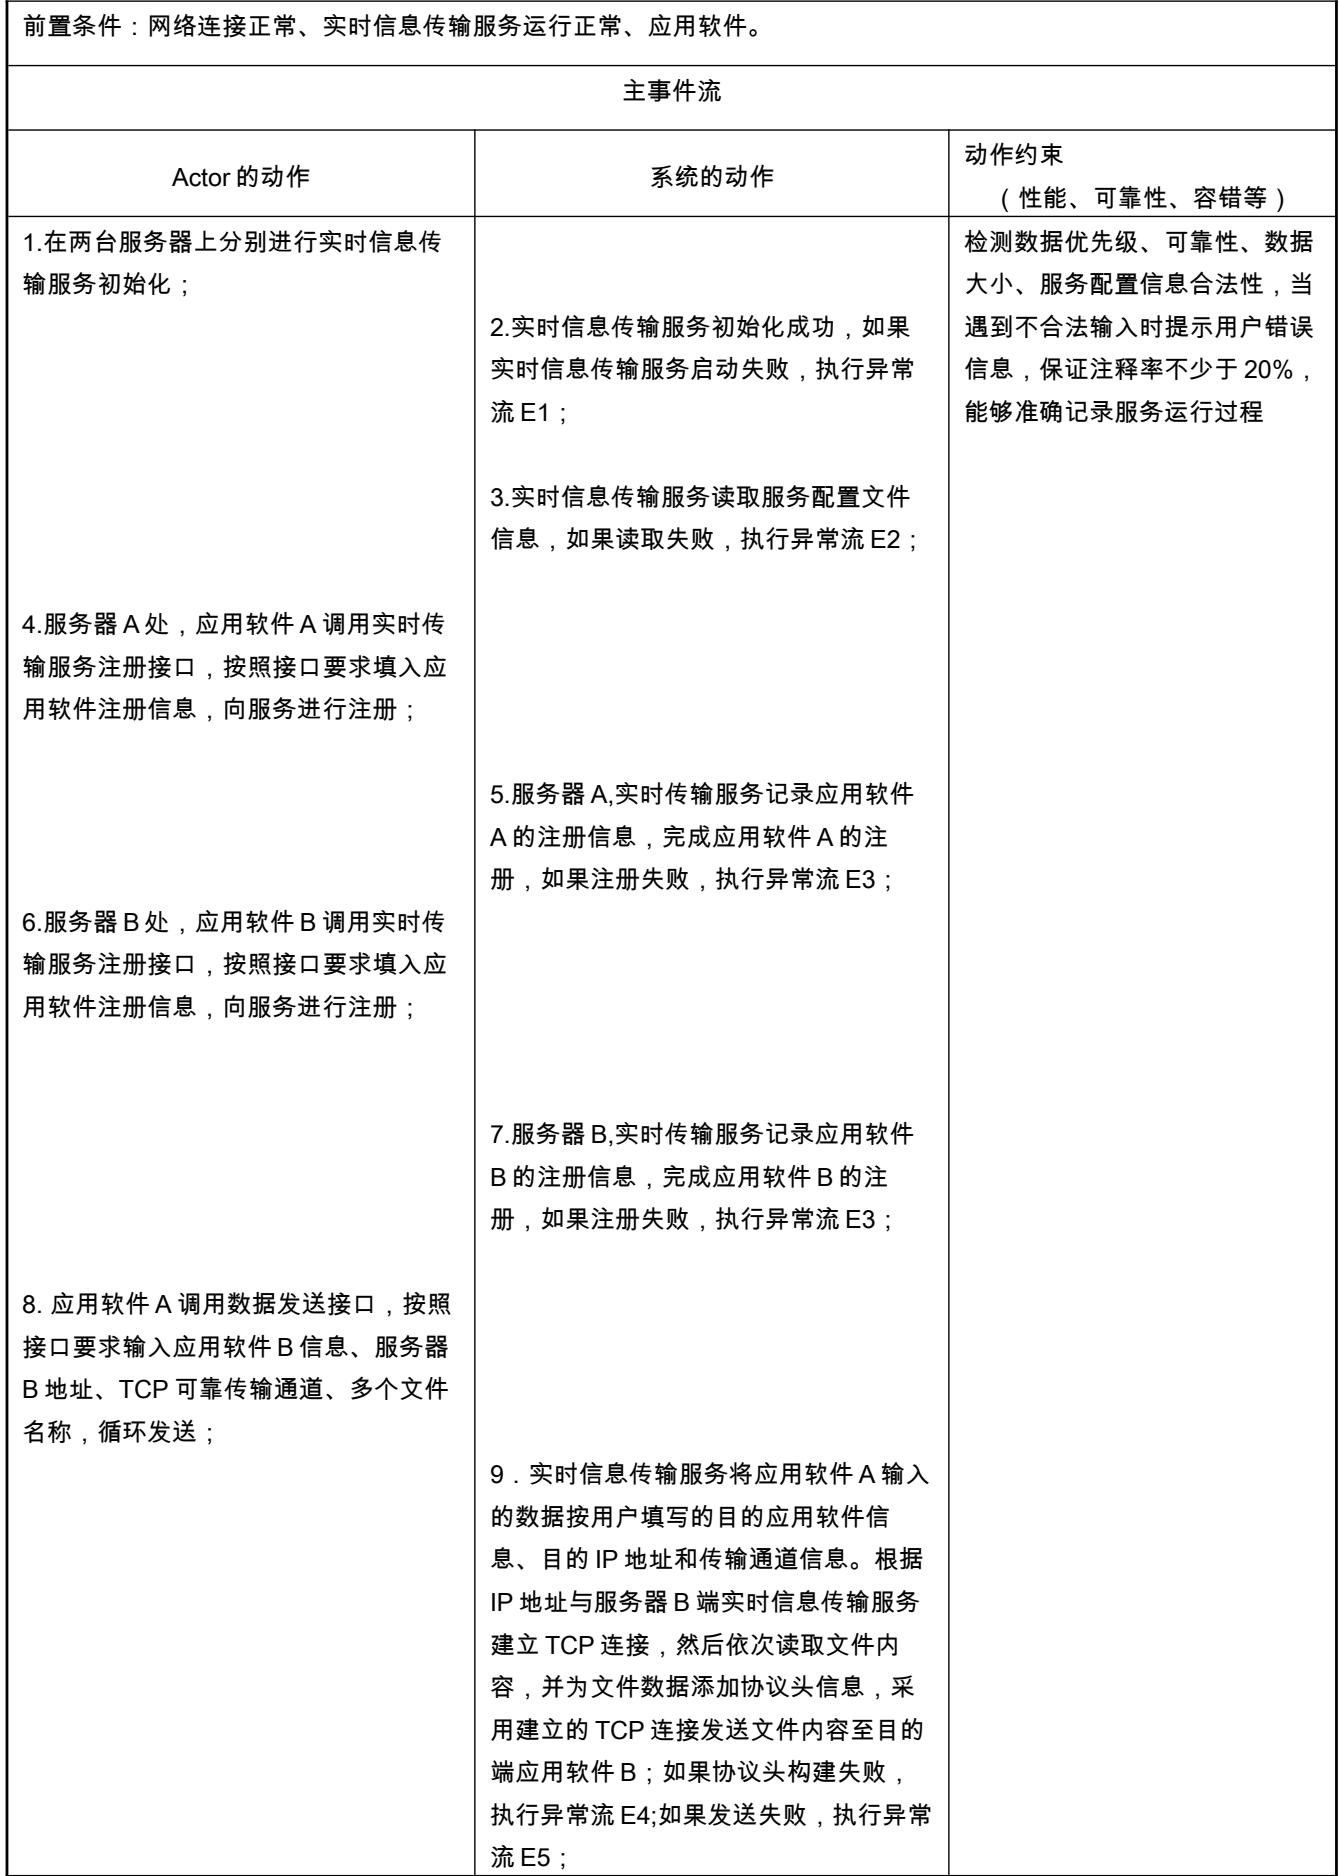 前置条件：网络连接正常、实时信息传输服务运行正常、应用软件。
主事件流
Actor 的动作
系统的动作
动作约束
（性能、可靠性、容错等）
1.在两台服务器上分别进行实时信息传
输服务初始化；
2.实时信息传输服务初始化成功，如果
实时信息传输服务启动失败，执行异常
流 E1；
3.实时信息传输服务读取服务配置文件
信息，如果读取失败，执行异常流 E2；
4.服务器 A 处，应用软件 A 调用实时传
输服务注册接口，按照接口要求填入应
用软件注册信息，向服务进行注册；
5.服务器 A,实时传输服务记录应用软件
A 的注册信息，完成应用软件 A 的注
册，如果注册失败，执行异常流 E3；
6.服务器 B 处，应用软件 B 调用实时传
输服务注册接口，按照接口要求填入应
用软件注册信息，向服务进行注册；
7.服务器 B,实时传输服务记录应用软件
B 的注册信息，完成应用软件 B 的注
册，如果注册失败，执行异常流 E3；
8. 应用软件 A 调用数据发送接口，按照
接口要求输入应用软件 B 信息、服务器
B 地址、TCP 可靠传输通道、多个文件
名称，循环发送；
9．实时信息传输服务将应用软件 A 输入
的数据按用户填写的目的应用软件信
息、目的 IP 地址和传输通道信息。根据
IP 地址与服务器 B 端实时信息传输服务
建立 TCP 连接，然后依次读取文件内
容，并为文件数据添加协议头信息，采
用建立的 TCP 连接发送文件内容至目的
端应用软件 B；如果协议头构建失败，
执行异常流 E4;如果发送失败，执行异常
流 E5；
检测数据优先级、可靠性、数据
大小、服务配置信息合法性，当
遇到不合法输入时提示用户错误
信息，保证注释率不少于 20%，
能够准确记录服务运行过程